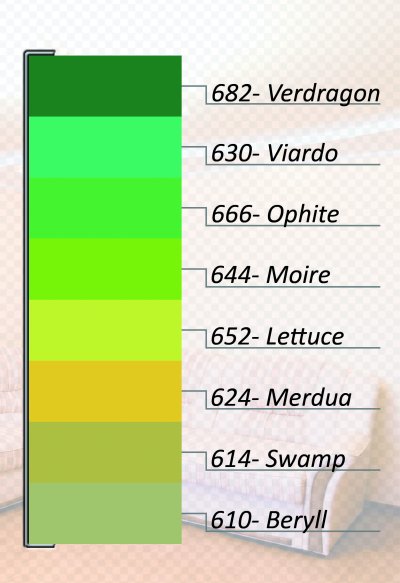 682- Verdragon
630- Viardo
666- Ophite
644- Moire
652- Lettuce
624- Merdua
614- Swamp
610- Beryll